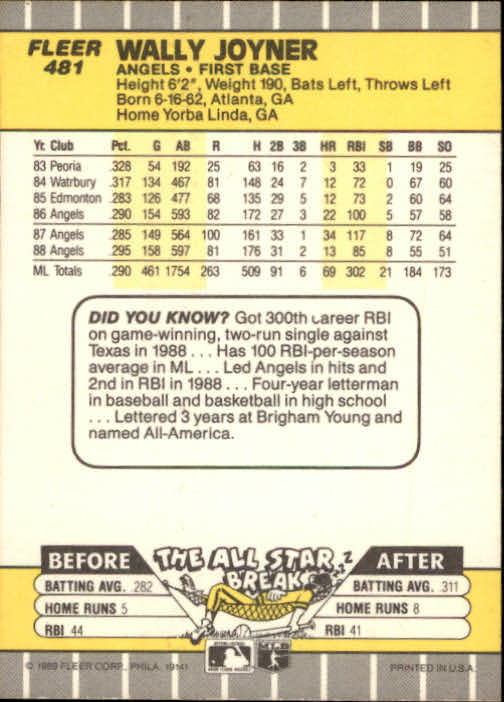 FLEER
481
WALLY JOYNER
ANGELS • FIRST BASE
Height 6'2", Weight 190, Bats Left, Throws Left
Born 6-16-62, Atlanta, GA
Home Yorba Linda, GA
Yr. Club Pct. G AB R H 2B 3B HR RBI SB BB SO
83 Peoria .328 54 192 25 63 16 2 3 33 1 19 25
84 Watrbury .317 134 467 81 148 24 7 12 72 0 67 60
85 Edmonton .283 126 477 68 135 29 5 12 73 2 60 64
86 Angels .290 154 593 82 172 27 3 22 100 5 57 58
87 Angels .285 149 564 100 161 33 1 34 117 8 72 64
88 Angels .295 158 597 81 176 31 2 13 85 8 55 51
ML Totals .290 461 1754 263 509 91 6 69 302 21 184 173
DID YOU KNOW? Got 300th career RBI
on game-winning, two-run single against
Texas in 1988 . . . Has 100 RBI-per-season
average in ML . . . Led Angels in hits and
2nd in RBI in 1988 . . . Four-year letterman
in baseball and basketball in high school
. . . Lettered 3 years at Brigham Young and
named All-America.
BEFORE THE ALL STAR BREAK AFTER
BATTING AVG. .282 BATTING AVG. .311
HOME RUNS 5 HOME RUNS 8
RBI 44 RBI 41
© 1989 FLEER CORP., PHILA. 19141 MLB PRINTED IN U.S.A.